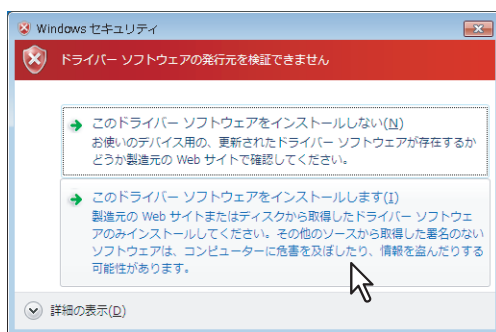 Windows セキュリティ
ドライバー ソフトウェアの発行元を検証できません
このドライバー ソフトウェアをインストールしない(N)
お使いのデバイス用の、更新されたドライバー ソフトウェアが存在するか
どうか製造元の Web サイトで確認してください。
このドライバー ソフトウェアをインストールします(I)
製造元の Web サイトまたはディスクから取得したドライバー ソフトウェ
アのみインストールしてください。その他のソースから取得した署名のない
ソフトウェアは、コンピューターに危害を及ぼしたり、情報を盗んだりする
可能性があります。
詳細の表示(D)